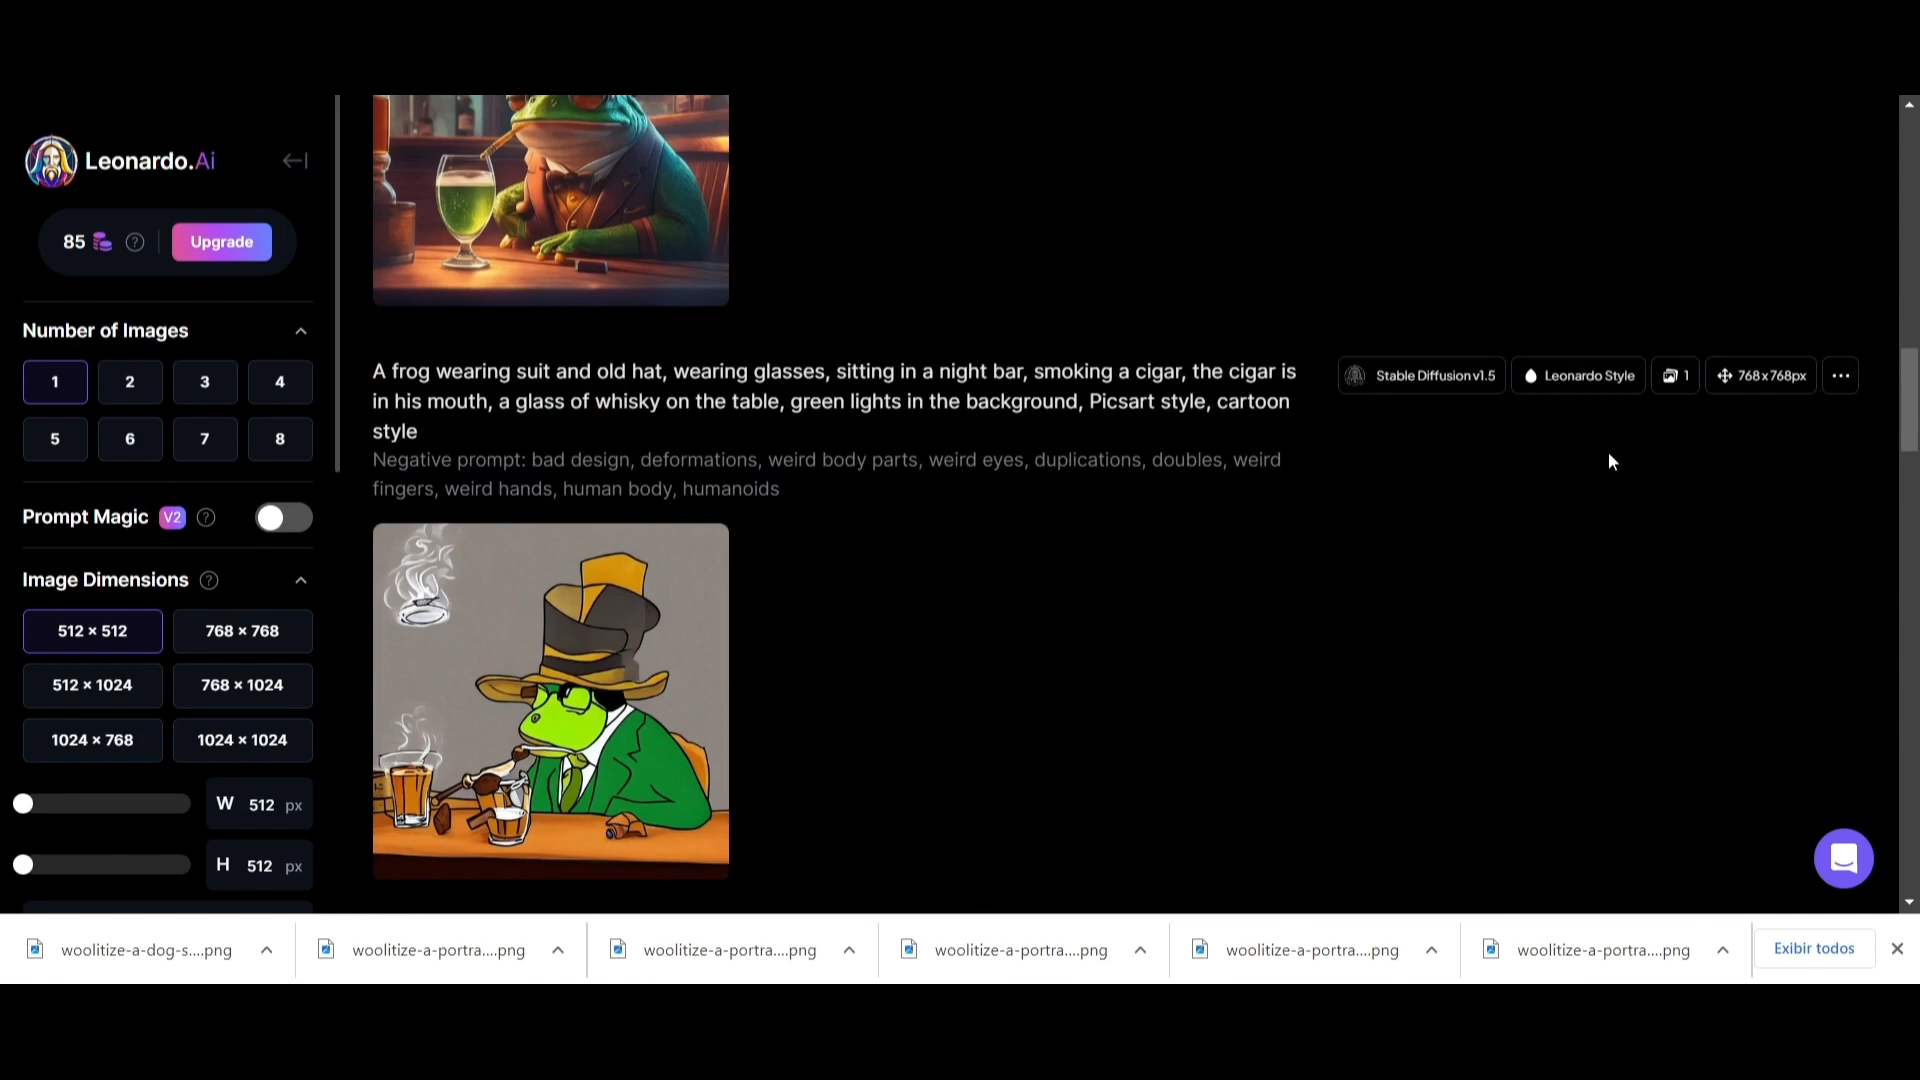 Leonardo.Ai
85 Upgrade
Number of Images
1 2 3 4
5 6 7 8
Prompt Magic V2
Image Dimensions
512 × 512 768 × 768
512 × 1024 768 × 1024
1024 × 768 1024 × 1024
W 512 px
H 512 px
A frog wearing suit and old hat, wearing glasses, sitting in a night bar, smoking a cigar, the cigar is
in his mouth, a glass of whisky on the table, green lights in the background, Picsart style, cartoon
style
Negative prompt: bad design, deformations, weird body parts, weird eyes, duplications, doubles, weird
fingers, weird hands, human body, humanoids
Stable Diffusion v1.5 Leonardo Style 1 768x768px
woolitize-a-dog-s....png woolitize-a-portra....png woolitize-a-portra....png woolitize-a-portra....png woolitize-a-portra....png woolitize-a-portra....png Exibir todos